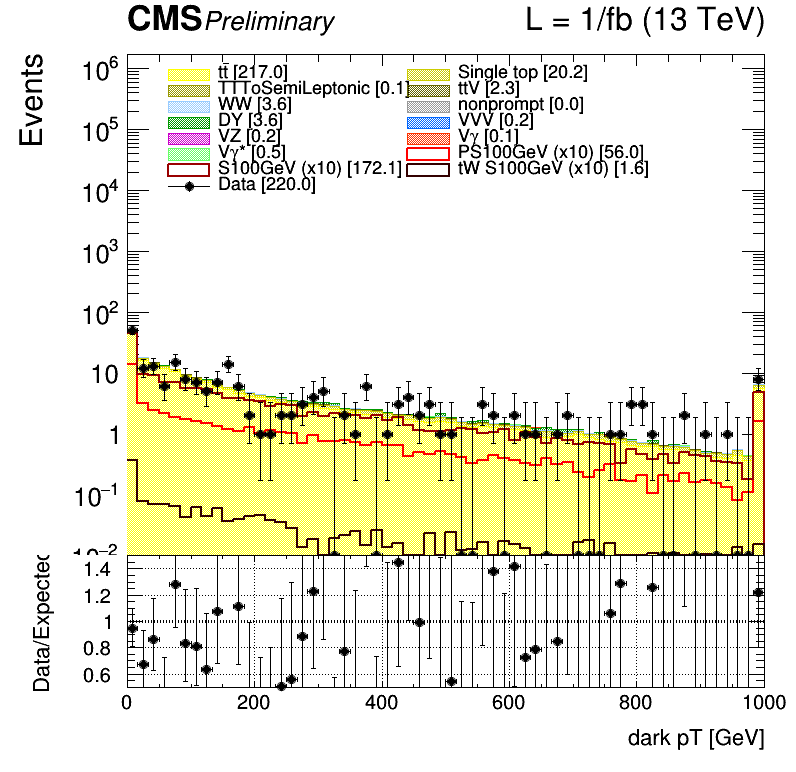 CMS Preliminary L = 1/fb (13 TeV)
Events
tt̄ [217.0] Single top [20.2]
TTToSemiLeptonic [0.1] ttV [2.3]
WW [3.6] nonprompt [0.0]
DY [3.6] VVV [0.2]
VZ [0.2] Vγ [0.1]
Vγ* [0.5] PS100GeV (x10) [56.0]
S100GeV (x10) [172.1] tW S100GeV (x10) [1.6]
Data [220.0]
10⁶
10⁵
10⁴
10³
10²
10
1
10⁻¹
10⁻²
Data/Expected
1.4
1.2
1
0.8
0.6
0 200 400 600 800 1000
dark pT [GeV]